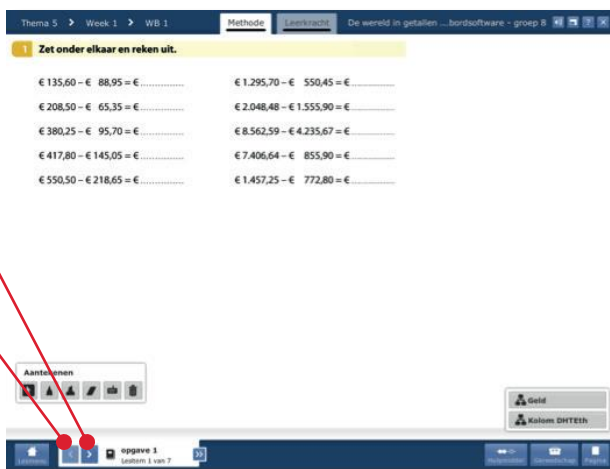 Thema 5 > Week 1 > WB 1 Methode Leerkracht De wereld in getallen ...bordsoftware - groep 8
1 Zet onder elkaar en reken uit.
€ 135,60 – € 88,95 = € ............... € 1.295,70 – € 550,45 = € ...............
€ 208,50 – € 65,35 = € ............... € 2.048,48 – € 1.555,90 = € ...............
€ 380,25 – € 95,70 = € ............... € 8.562,59 – € 4.235,67 = € ...............
€ 417,80 – € 145,05 = € ............... € 7.406,64 – € 855,90 = € ...............
€ 550,50 – € 218,65 = € ............... € 1.457,25 – € 772,80 = € ...............
Aantekenen
Geld
Kolom DHTEth
opgave 1
Lesitem 1 van 7
Lesmenu Hulpmiddel Gereedschap Pagina